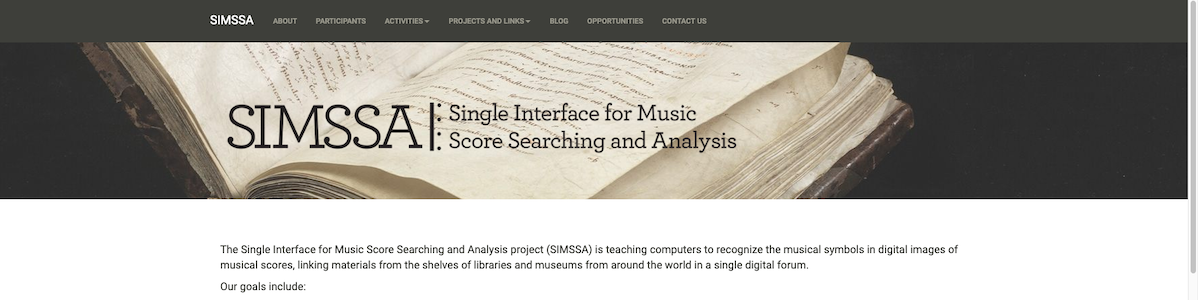 SIMSSA ABOUT PARTICIPANTS ACTIVITIES PROJECTS AND LINKS BLOG OPPORTUNITIES CONTACT US
SIMSSA Single Interface for Music
Score Searching and Analysis
The Single Interface for Music Score Searching and Analysis project (SIMSSA) is teaching computers to recognize the musical symbols in digital images of
musical scores, linking materials from the shelves of libraries and museums from around the world in a single digital forum.
Our goals include: